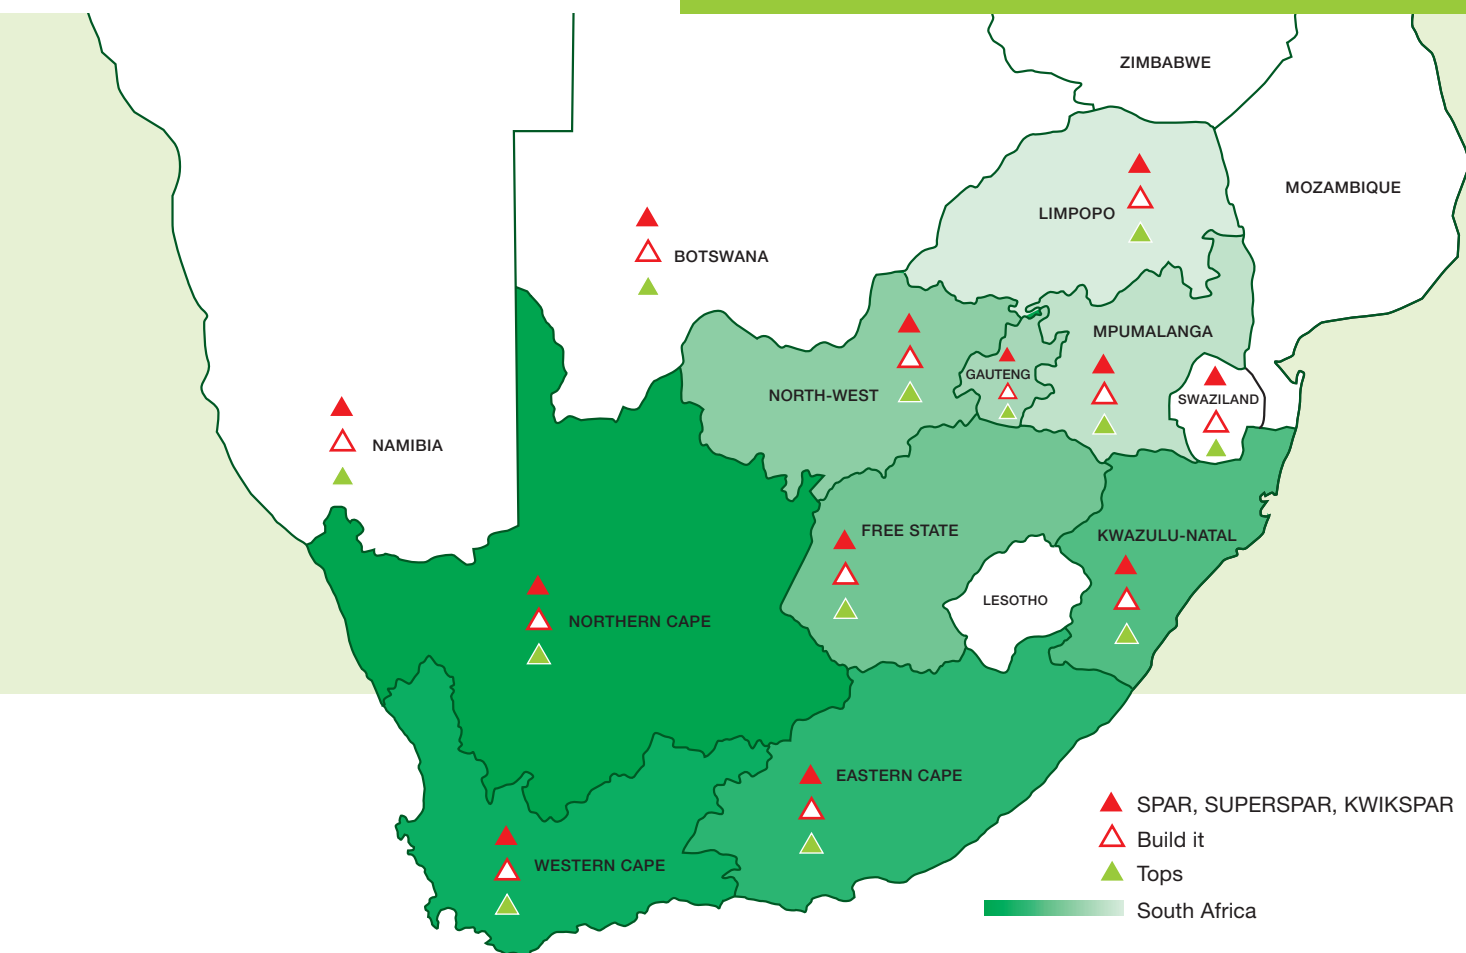 ZIMBABWE
MOZAMBIQUE
LIMPOPO
BOTSWANA
MPUMALANGA
GAUTENG
NORTH-WEST
SWAZILAND
NAMIBIA
FREE STATE
KWAZULU-NATAL
LESOTHO
NORTHERN CAPE
EASTERN CAPE
WESTERN CAPE
SPAR, SUPERSPAR, KWIKSPAR
Build it
Tops
South Africa